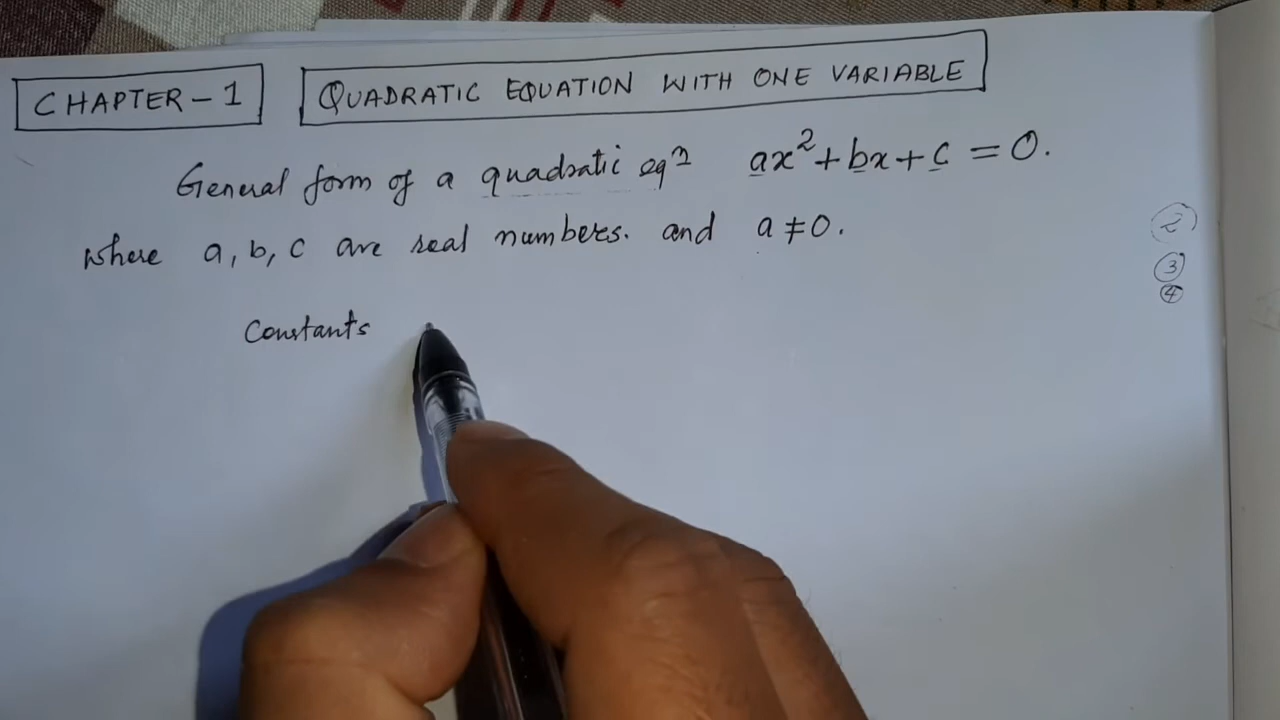 CHAPTER - 1 QUADRATIC EQUATION WITH ONE VARIABLE
General form of a quadratic eqn ax²+bx+c=0.
where a, b, c are real numbers. and a≠0.
2
3
4
Constants